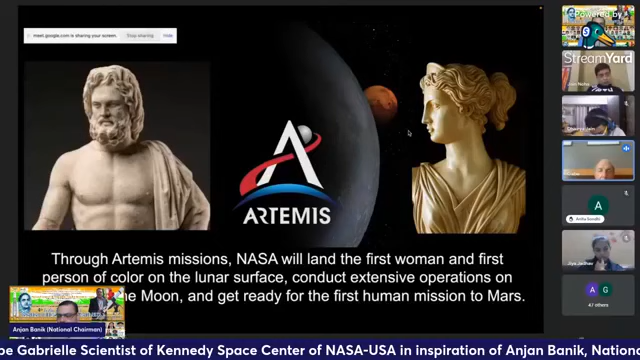 Powered by
StreamYard
meet.google.com is sharing your screen.
Stop sharing
Hide
ARTEMIS
Through Artemis missions, NASA will land the first woman and first
person of color on the lunar surface, conduct extensive operations on
the Moon, and get ready for the first human mission to Mars.
Anjan Banik (National Chairman)
A
A G
47 others
be Gabrielle Scientist of Kennedy Space Center of NASA-USA in inspiration of Anjan Banik, Nation